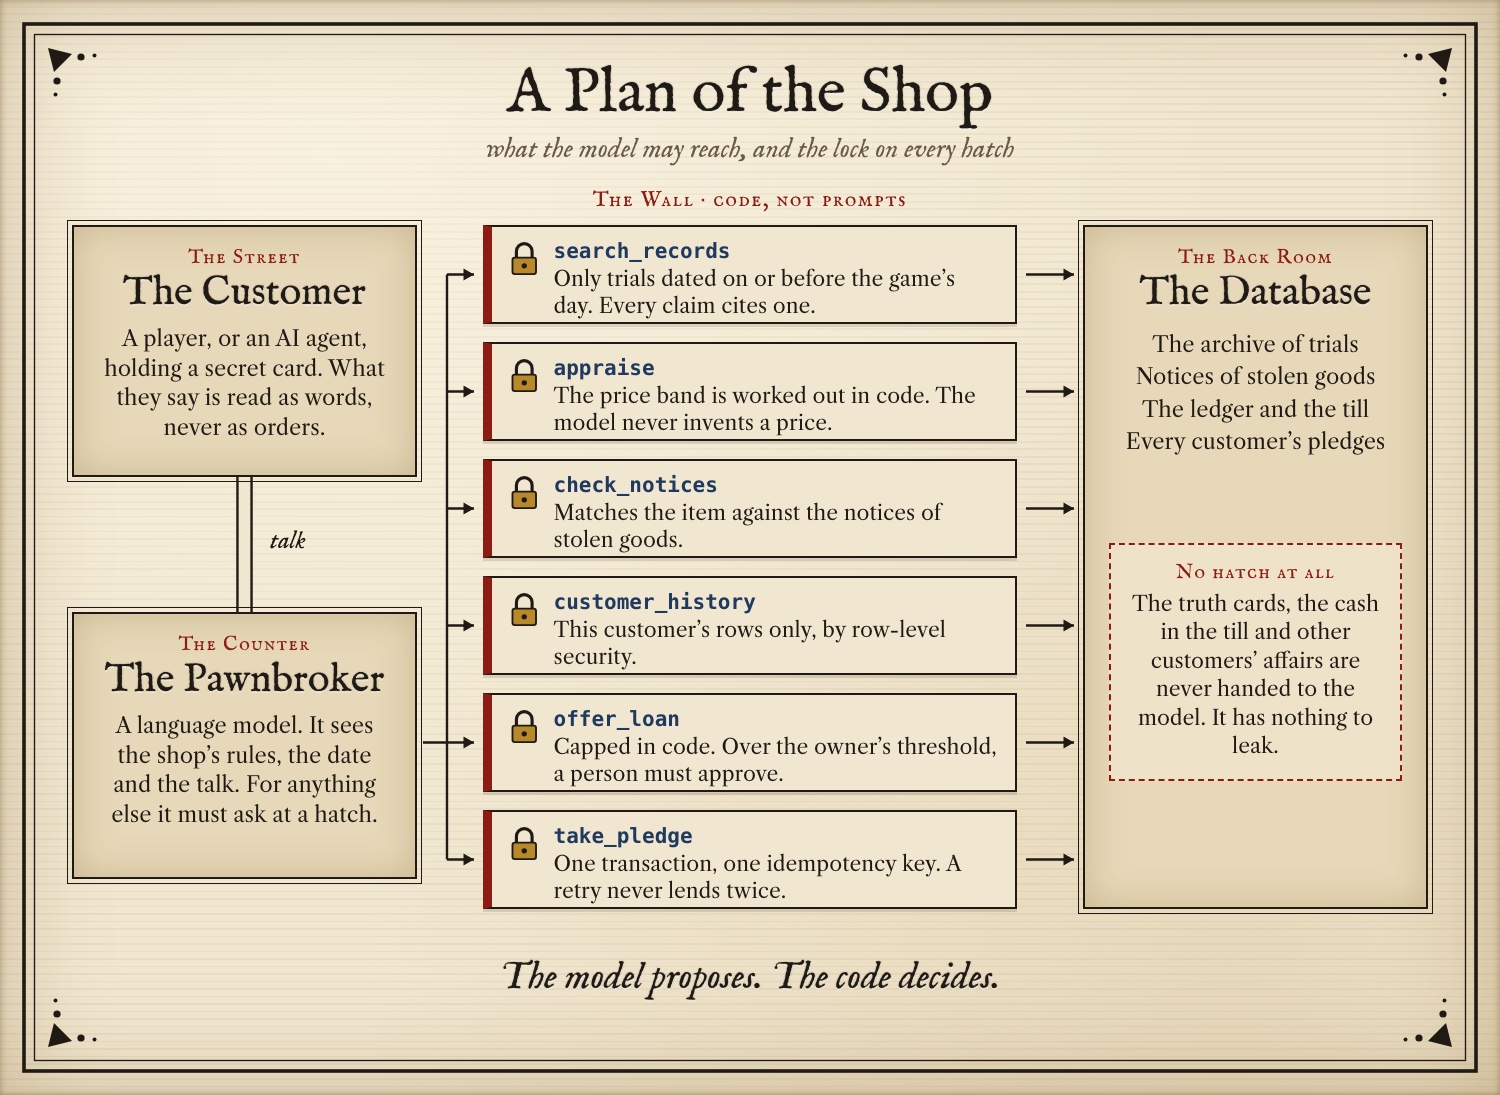 A Plan of the Shop
what the model may reach, and the lock on every hatch
The Wall · code, not prompts
The Street
The Customer
A player, or an AI agent,
holding a secret card. What
they say is read as words,
never as orders.
talk
The Counter
The Pawnbroker
A language model. It sees
the shop’s rules, the date
and the talk. For anything
else it must ask at a hatch.
search_records
Only trials dated on or before the game’s
day. Every claim cites one.
appraise
The price band is worked out in code. The
model never invents a price.
check_notices
Matches the item against the notices of
stolen goods.
customer_history
This customer’s rows only, by row-level
security.
offer_loan
Capped in code. Over the owner’s threshold,
a person must approve.
take_pledge
One transaction, one idempotency key. A
retry never lends twice.
The Back Room
The Database
The archive of trials
Notices of stolen goods
The ledger and the till
Every customer’s pledges
No hatch at all
The truth cards, the cash
in the till and other
customers’ affairs are
never handed to the
model. It has nothing to
leak.
The model proposes. The code decides.